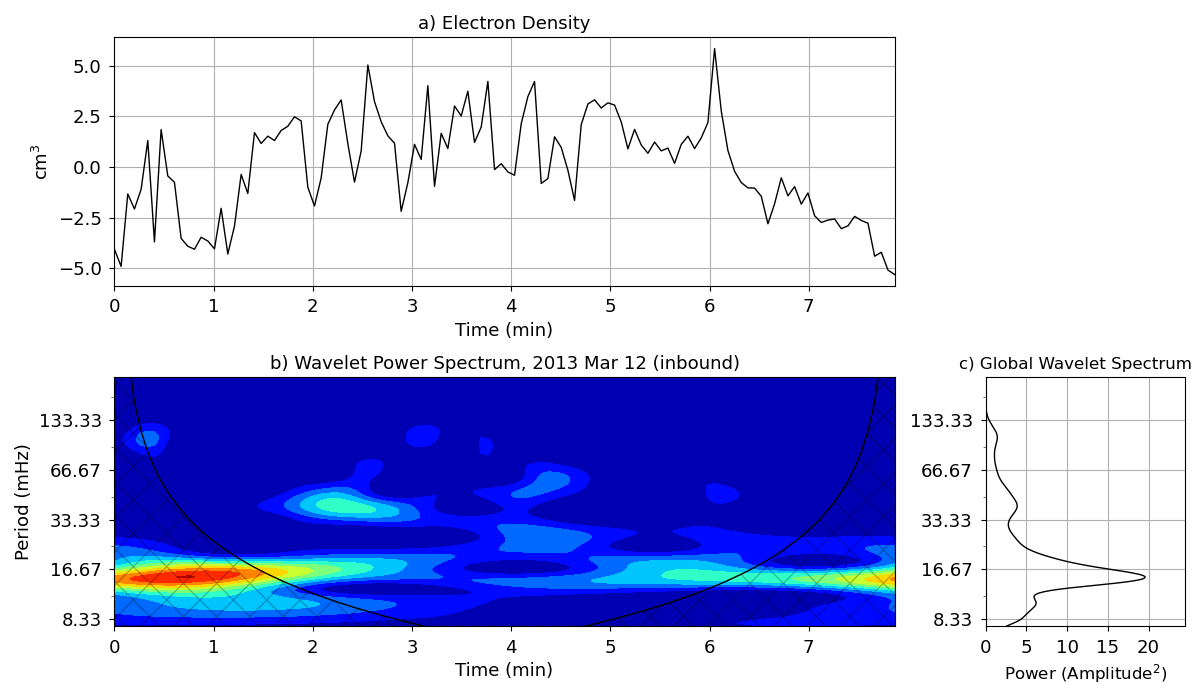 a) Electron Density
5.0
2.5
0.0
−2.5
−5.0
cm³
0 1 2 3 4 5 6 7
Time (min)
b) Wavelet Power Spectrum, 2013 Mar 12 (inbound)
133.33
66.67
33.33
16.67
8.33
Period (mHz)
0 1 2 3 4 5 6 7
Time (min)
c) Global Wavelet Spectrum
133.33
66.67
33.33
16.67
8.33
0 5 10 15 20
Power (Amplitude²)